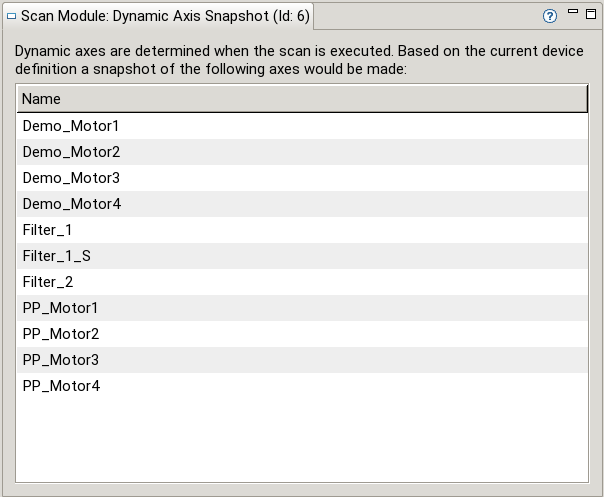 Scan Module: Dynamic Axis Snapshot (Id: 6)
Dynamic axes are determined when the scan is executed. Based on the current device
definition a snapshot of the following axes would be made:
Name
Demo_Motor1
Demo_Motor2
Demo_Motor3
Demo_Motor4
Filter_1
Filter_1_S
Filter_2
PP_Motor1
PP_Motor2
PP_Motor3
PP_Motor4